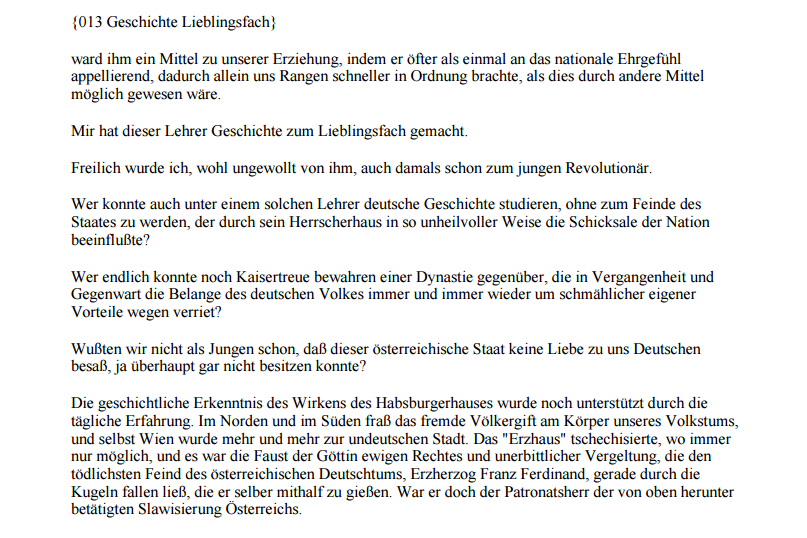 {013 Geschichte Lieblingsfach}
ward ihm ein Mittel zu unserer Erziehung, indem er öfter als einmal an das nationale Ehrgefühl
appellierend, dadurch allein uns Rangen schneller in Ordnung brachte, als dies durch andere Mittel
möglich gewesen wäre.
Mir hat dieser Lehrer Geschichte zum Lieblingsfach gemacht.
Freilich wurde ich, wohl ungewollt von ihm, auch damals schon zum jungen Revolutionär.
Wer konnte auch unter einem solchen Lehrer deutsche Geschichte studieren, ohne zum Feinde des
Staates zu werden, der durch sein Herrscherhaus in so unheilvoller Weise die Schicksale der Nation
beeinflußte?
Wer endlich konnte noch Kaisertreue bewahren einer Dynastie gegenüber, die in Vergangenheit und
Gegenwart die Belange des deutschen Volkes immer und immer wieder um schmählicher eigener
Vorteile wegen verriet?
Wußten wir nicht als Jungen schon, daß dieser österreichische Staat keine Liebe zu uns Deutschen
besaß, ja überhaupt gar nicht besitzen konnte?
Die geschichtliche Erkenntnis des Wirkens des Habsburgerhauses wurde noch unterstützt durch die
tägliche Erfahrung. Im Norden und im Süden fraß das fremde Völkergift am Körper unseres Volkstums,
und selbst Wien wurde mehr und mehr zur undeutschen Stadt. Das "Erzhaus" tschechisierte, wo immer
nur möglich, und es war die Faust der Göttin ewigen Rechtes und unerbittlicher Vergeltung, die den
tödlichsten Feind des österreichischen Deutschtums, Erzherzog Franz Ferdinand, gerade durch die
Kugeln fallen ließ, die er selber mithalf zu gießen. War er doch der Patronatsherr der von oben herunter
betätigten Slawisierung Österreichs.